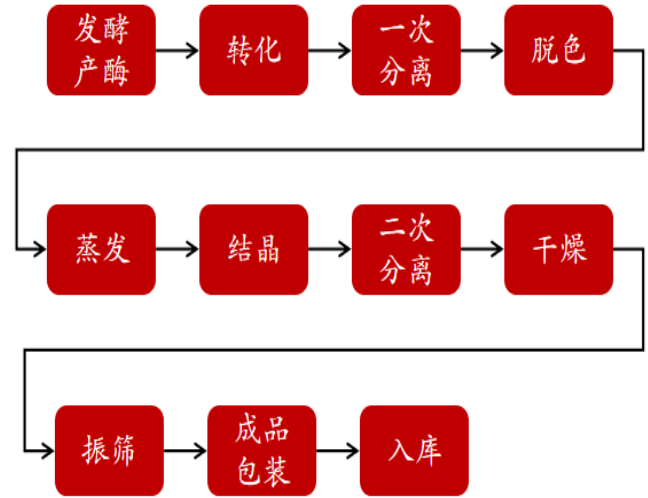 发酵
产酶
转化
一次
分离
脱色
蒸发
结晶
二次
分离
干燥
振筛
成品
包装
入库